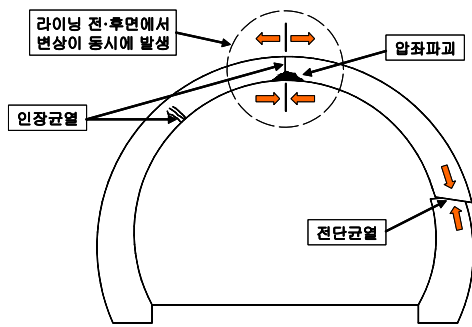 라이닝 전·후면에서
변상이 동시에 발생
압좌파괴
인장균열
전단균열